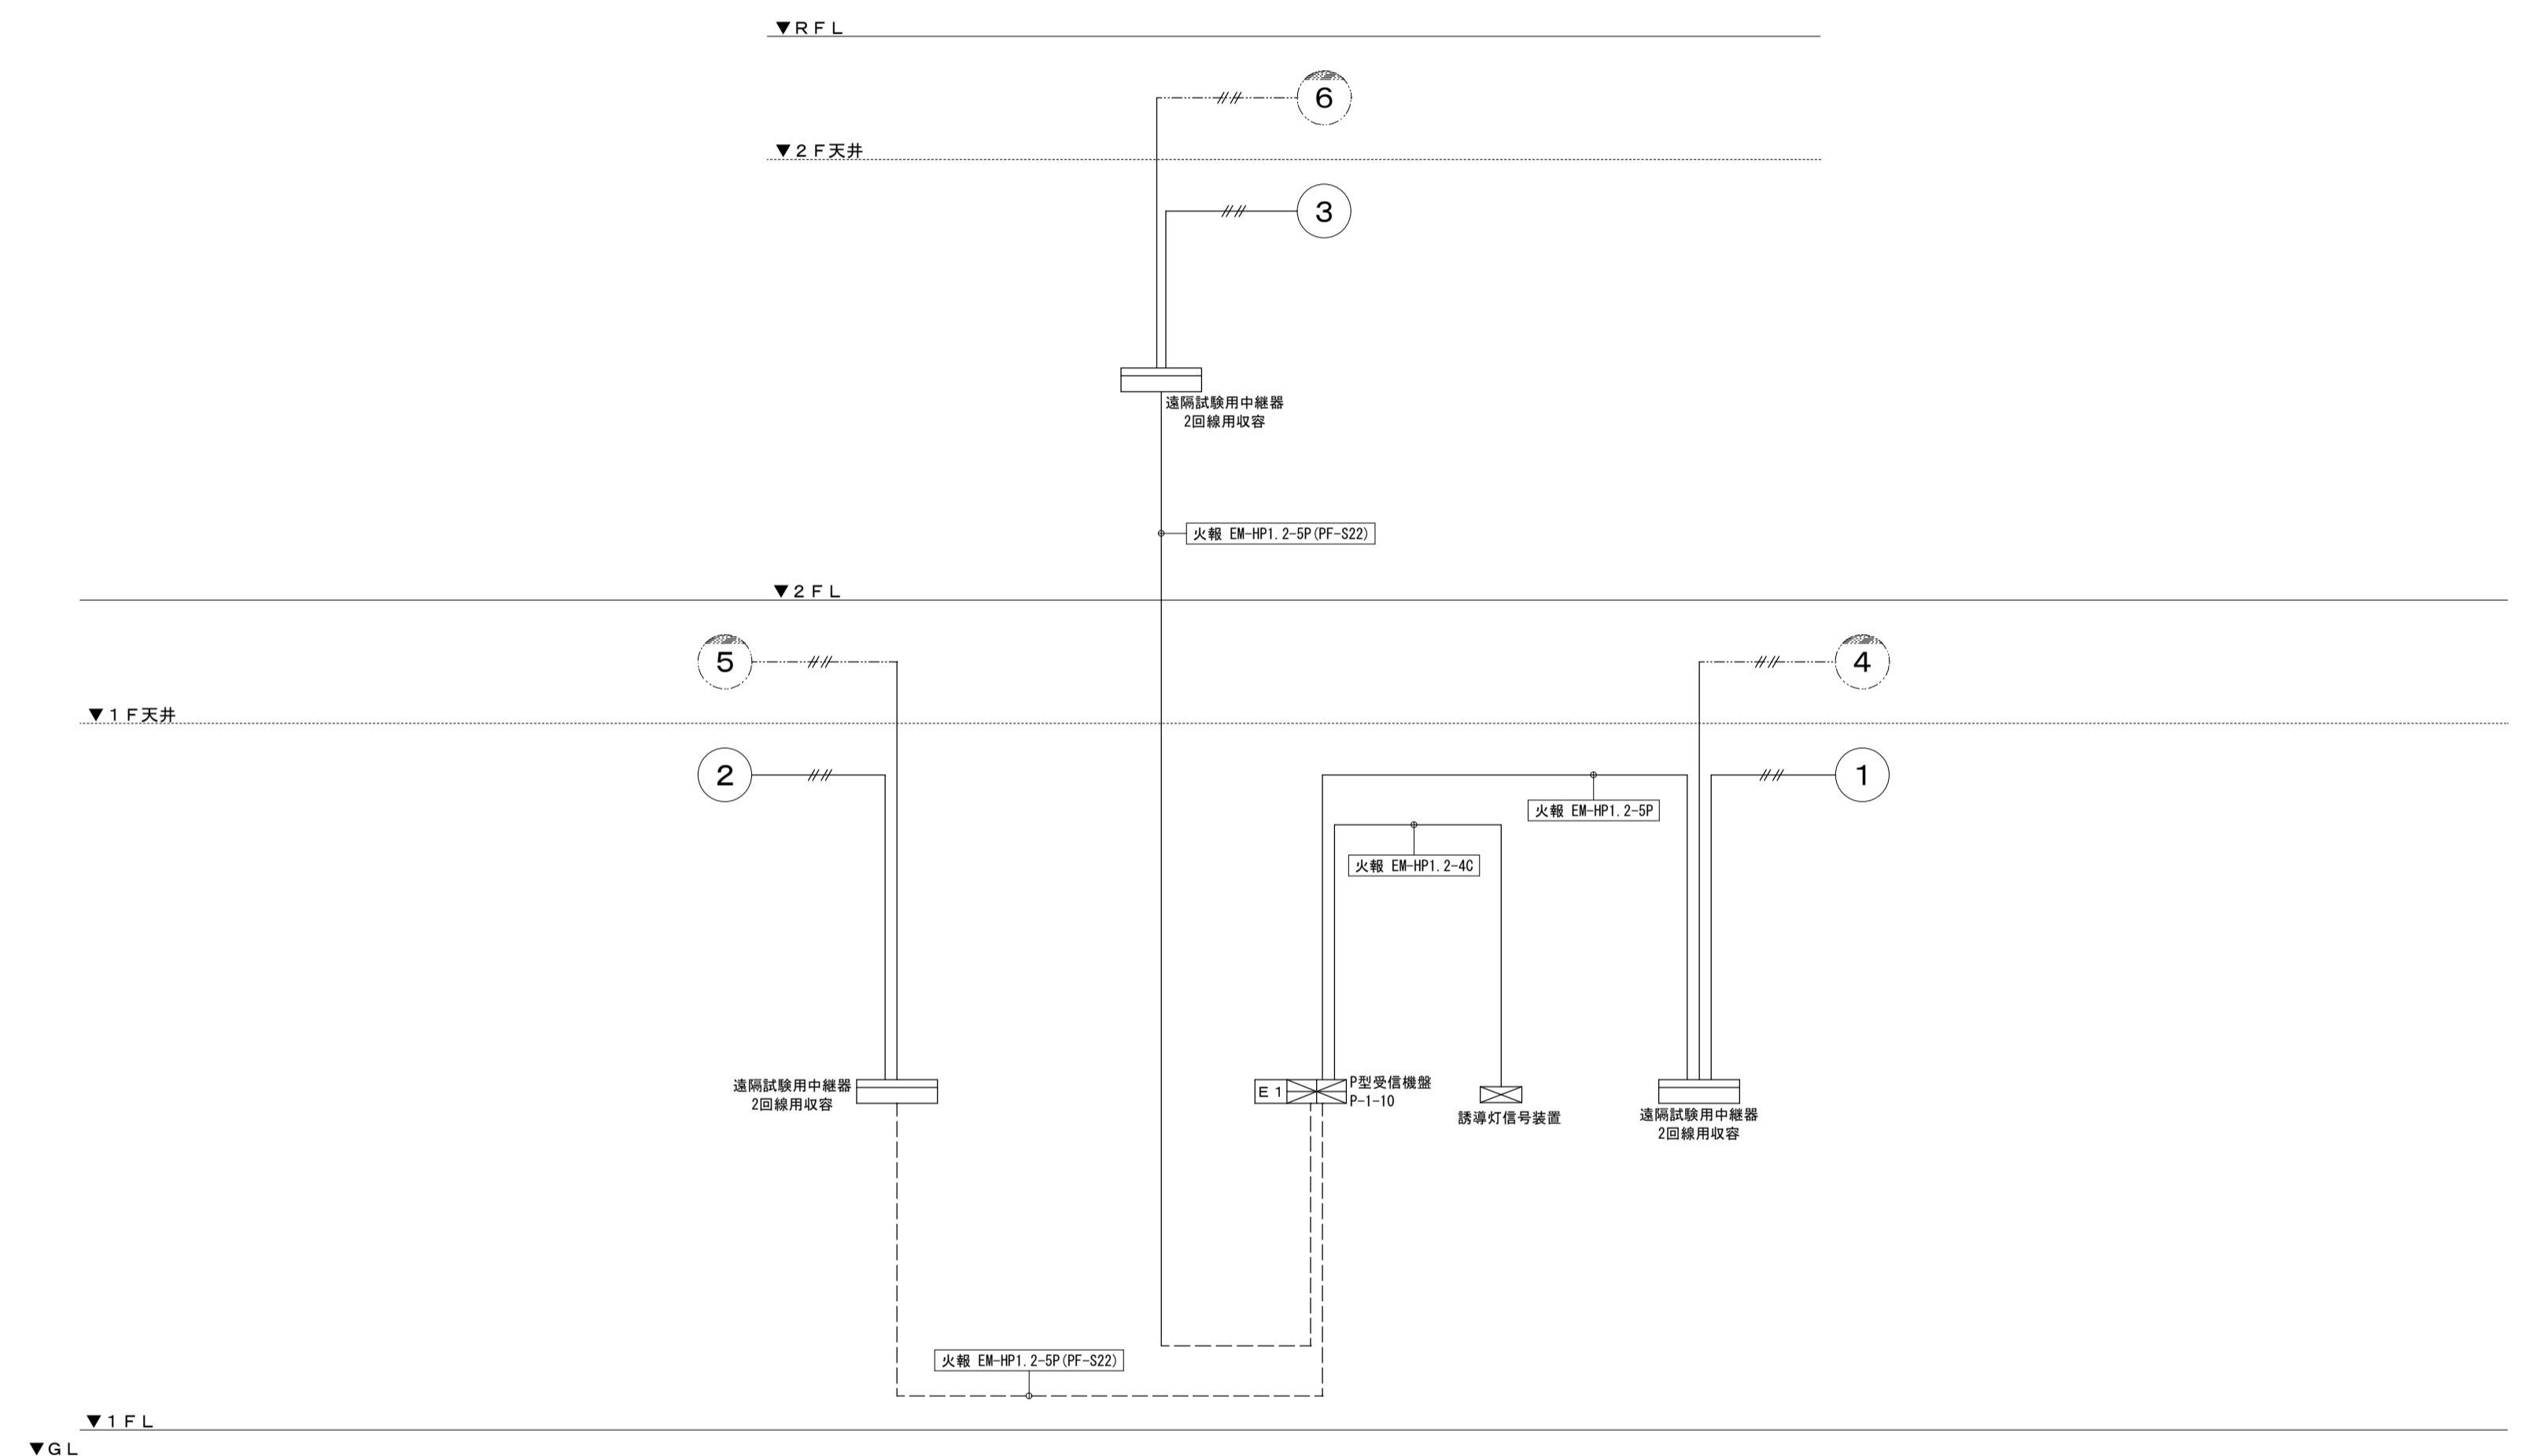 ▼ＲＦＬ
6
▼２Ｆ天井
3
遠隔試験用中継器
2回線用収容
火報 EM-HP1.2-5P(PF-S22)
▼２ＦＬ
5
4
▼１Ｆ天井
2
1
火報 EM-HP1.2-5P
火報 EM-HP1.2-4C
遠隔試験用中継器
2回線用収容
Ｅ１
P型受信機盤
P-1-10
誘導灯信号装置
遠隔試験用中継器
2回線用収容
火報 EM-HP1.2-5P(PF-S22)
▼１ＦＬ
▼ＧＬ